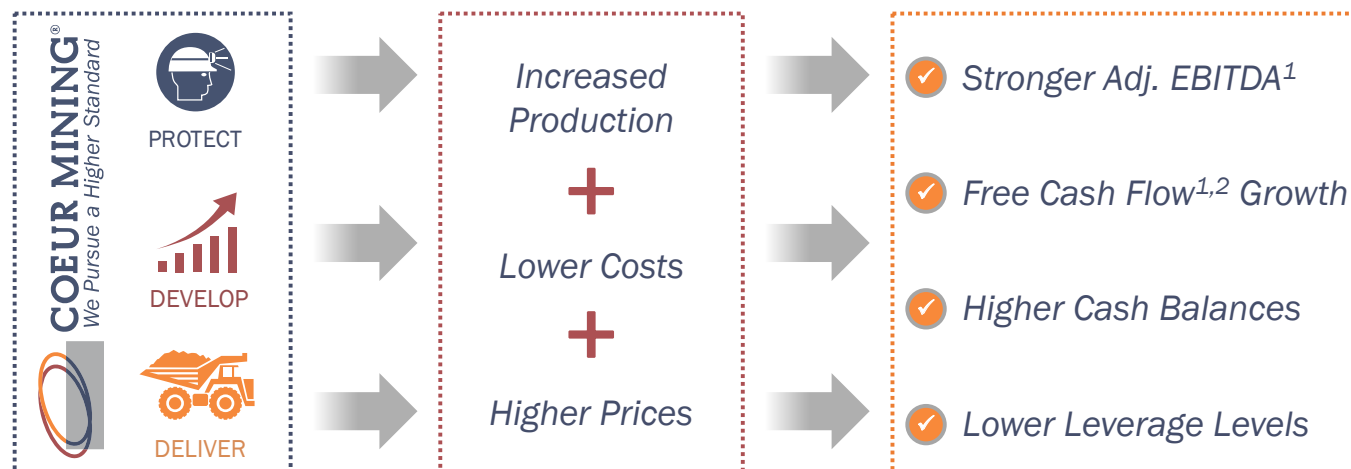 COEUR MINING®
We Pursue a Higher Standard
PROTECT
DEVELOP
DELIVER
Increased
Production
+
Lower Costs
+
Higher Prices
Stronger Adj. EBITDA1
Free Cash Flow1,2 Growth
Higher Cash Balances
Lower Leverage Levels